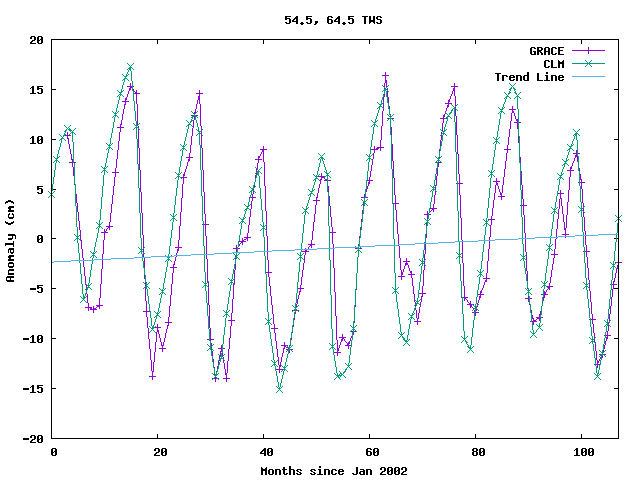 54.5, 64.5 TWS
GRACE
CLM
Trend Line
20
15
10
5
0
-5
-10
-15
-20
Anomaly (cm)
0 20 40 60 80 100
Months since Jan 2002